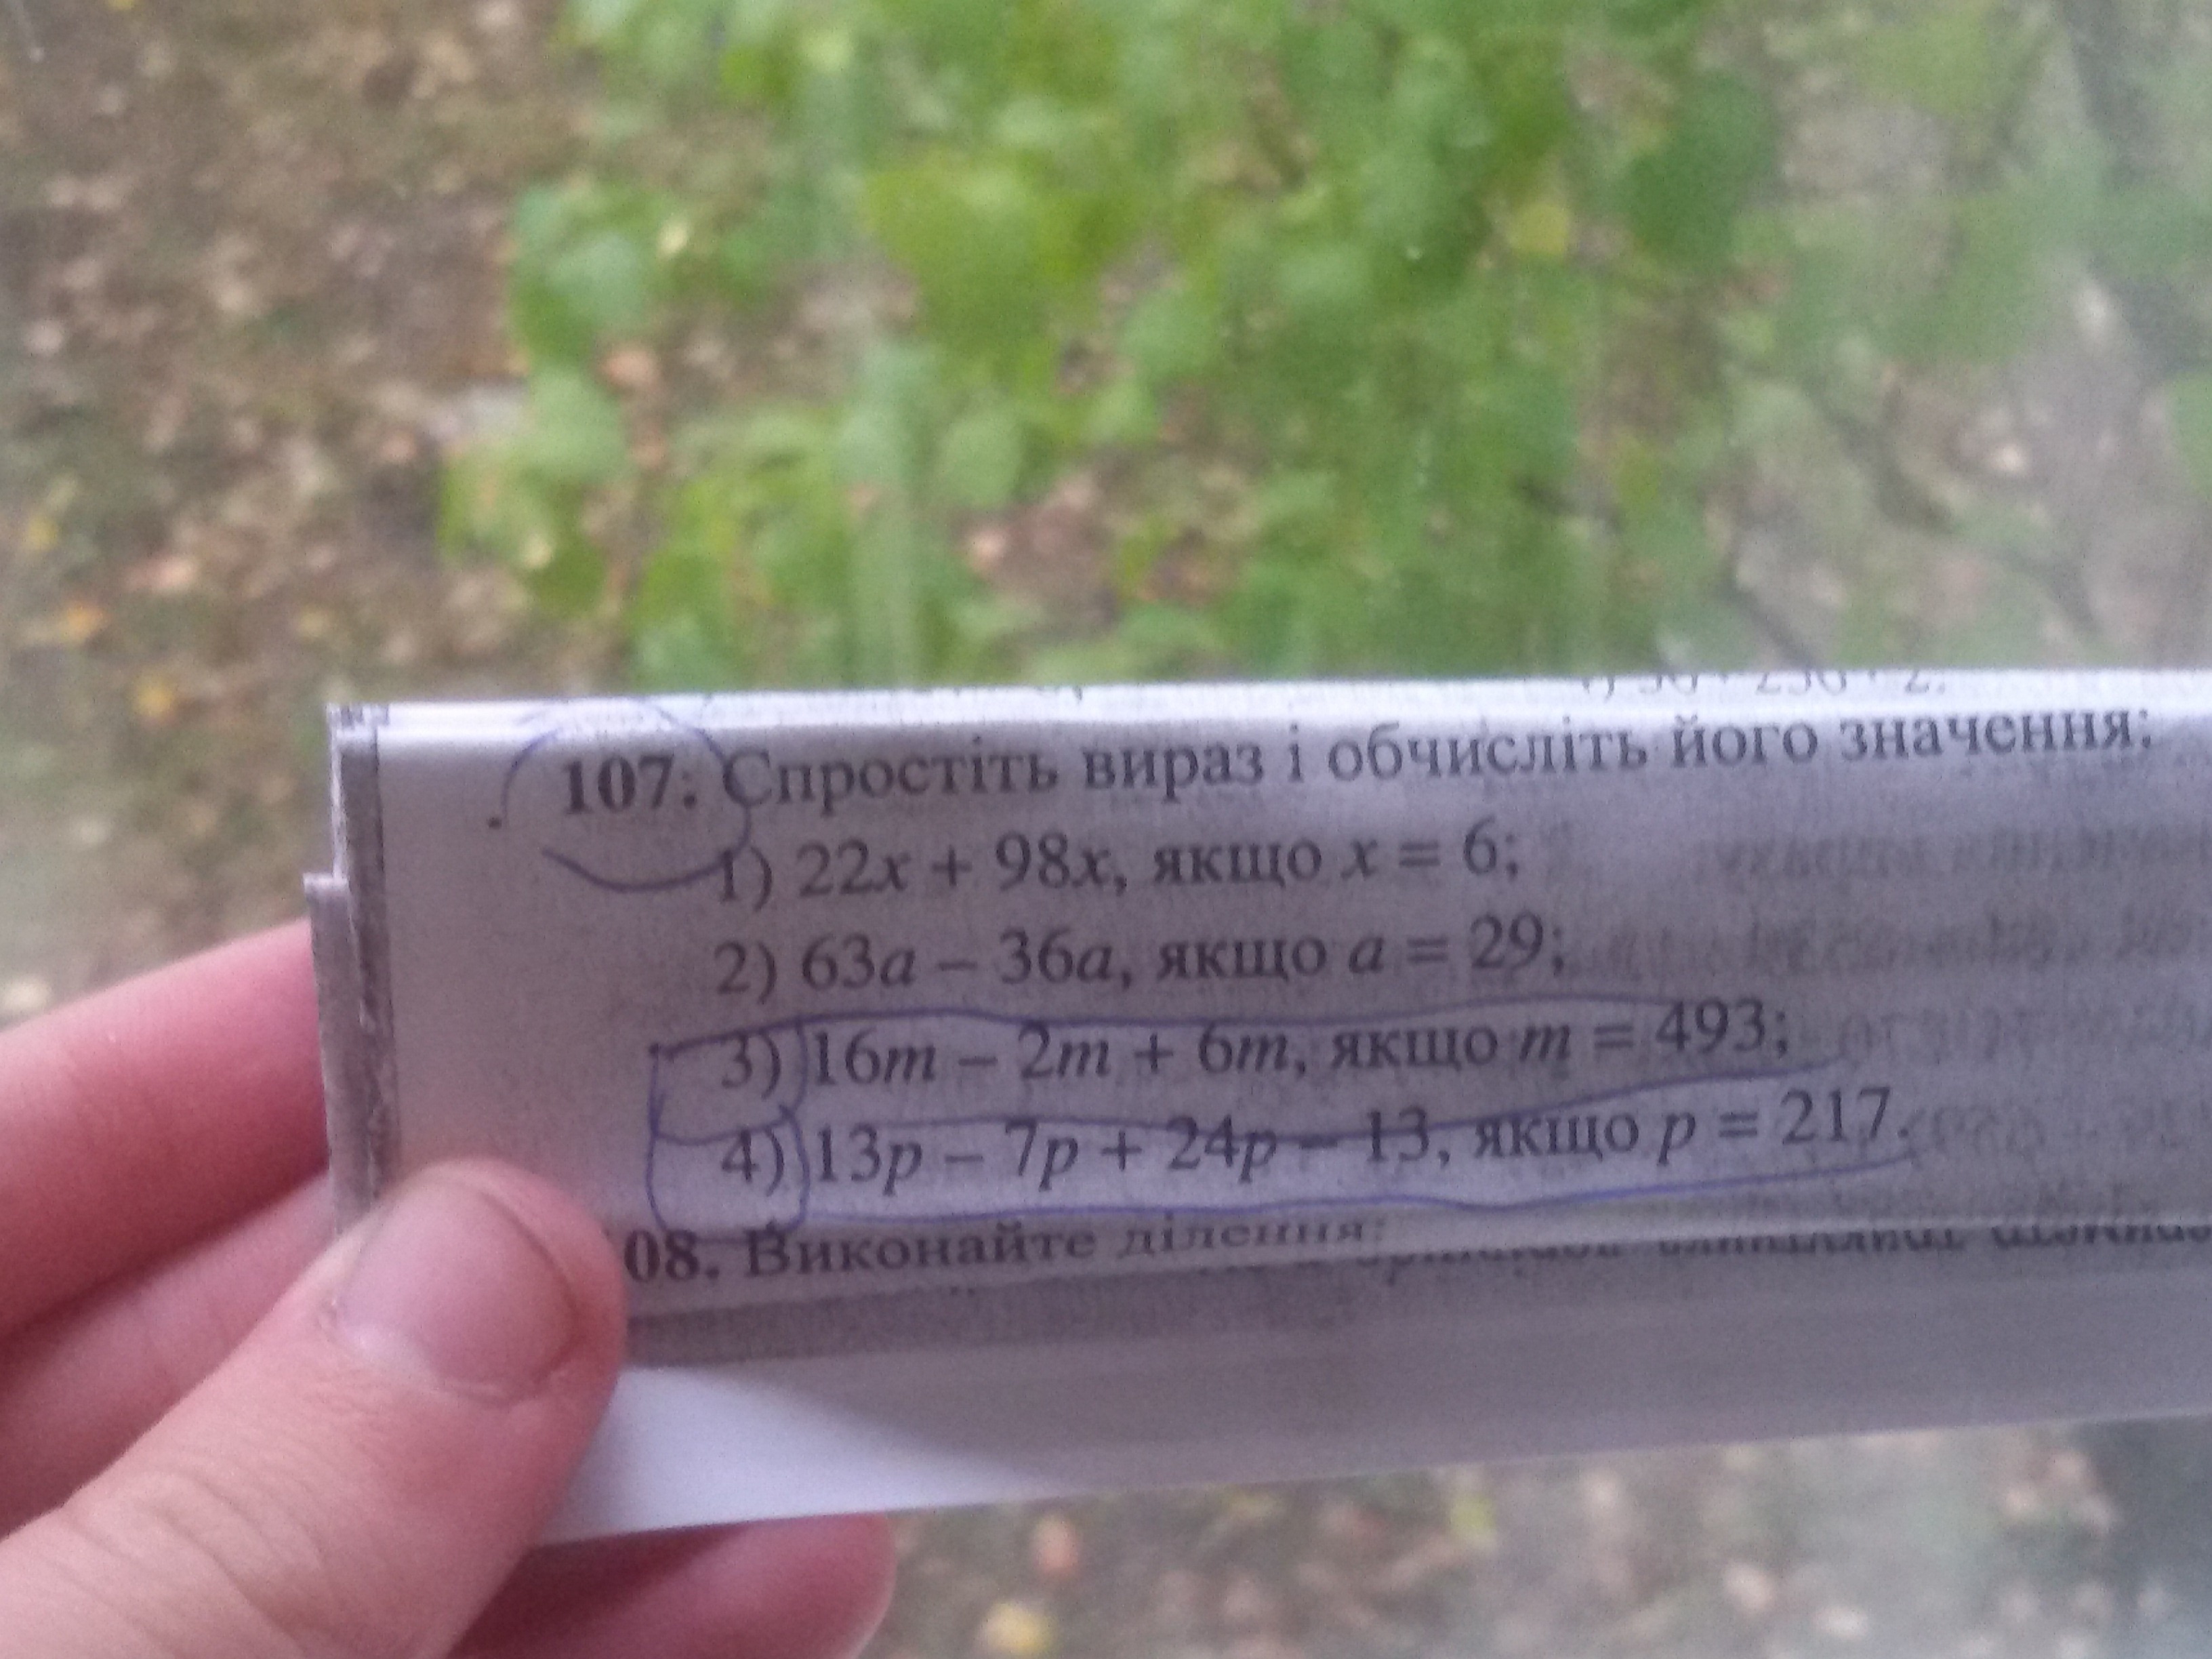 107. Спростіть вираз і обчисліть його значення:
1) 22x + 98x, якщо x = 6;
2) 63a – 36a, якщо a = 29;
3) 16m – 2m + 6m, якщо m = 493;
4) 13p – 7p + 24p – 13, якщо p = 217.
08. Виконайте ділення: